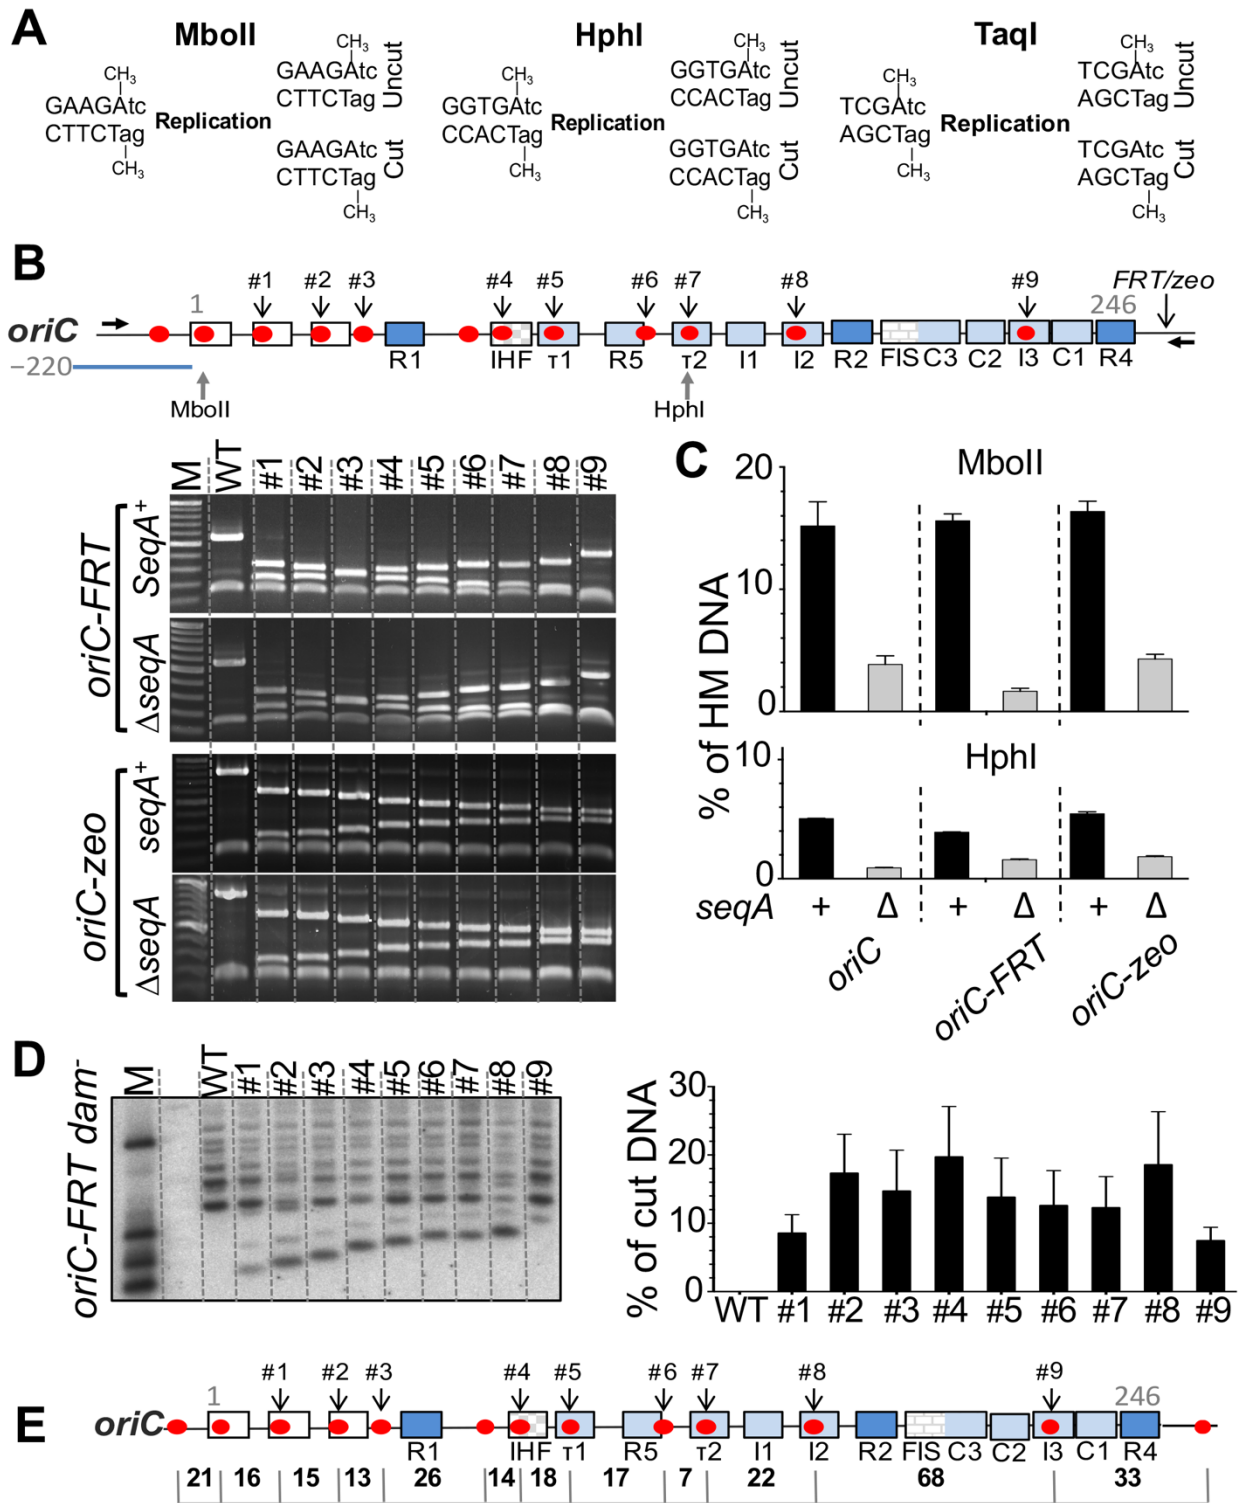 A
MboII
HphI
TaqI
CH3
GAAGAtc
CTTCTag
CH3
Replication
CH3
GAAGAtc
CTTCTag
Uncut
GAAGAtc
CTTCTag
Cut
CH3
CH3
GGTGAtc
CCACTag
CH3
Replication
CH3
GGTGAtc
CCACTag
Uncut
GGTGAtc
CCACTag
Cut
CH3
CH3
TCGAtc
AGCTag
CH3
Replication
CH3
TCGAtc
AGCTag
Uncut
TCGAtc
AGCTag
Cut
CH3
B
#1 #2 #3 #4 #5 #6 #7 #8 #9 FRT/zeo
1 246
oriC
R1 IHF τ1 R5 τ2 I1 I2 R2 FIS C3 C2 I3 C1 R4
−220
MboII HphI
M WT #1 #2 #3 #4 #5 #6 #7 #8 #9
oriC-FRT
SeqA+
ΔseqA
oriC-zeo
seqA+
ΔseqA
C
% of HM DNA
MboII
20
10
0
HphI
10
0
seqA + Δ + Δ + Δ
oriC oriC-FRT oriC-zeo
D
oriC-FRT dam-
M WT #1 #2 #3 #4 #5 #6 #7 #8 #9
% of cut DNA
30
20
10
0
WT #1 #2 #3 #4 #5 #6 #7 #8 #9
E
#1 #2 #3 #4 #5 #6 #7 #8 #9
1 246
oriC
R1 IHF τ1 R5 τ2 I1 I2 R2 FIS C3 C2 I3 C1 R4
21 16 15 13 26 14 18 17 7 22 68 33